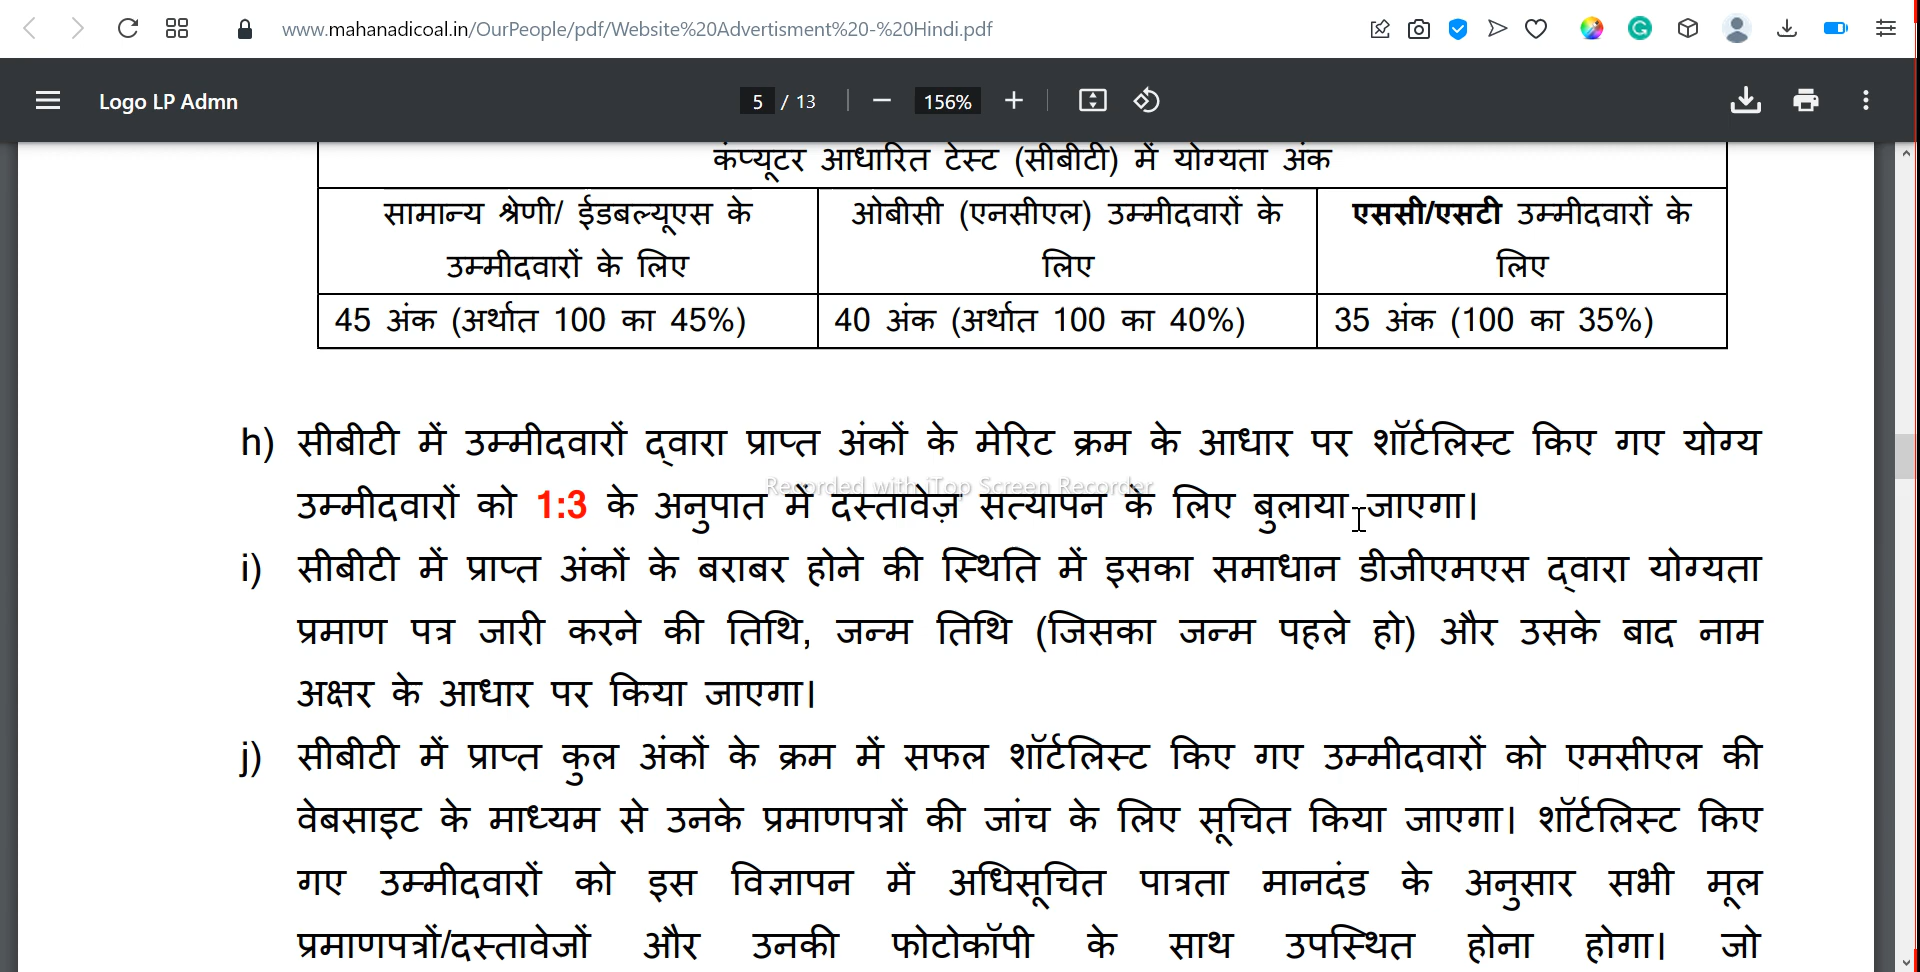 www.mahanadicoal.in/OurPeople/pdf/Website%20Advertisment%20-%20Hindi.pdf
Logo LP Admn
5 / 13
156%
कंप्यूटर आधारित टेस्ट (सीबीटी) में योग्यता अंक
सामान्य श्रेणी/ ईडबल्यूएस के ओबीसी (एनसीएल) उम्मीदवारों के एससी/एसटी उम्मीदवारों के
उम्मीदवारों के लिए लिए लिए
45 अंक (अर्थात 100 का 45%) 40 अंक (अर्थात 100 का 40%) 35 अंक (100 का 35%)
h) सीबीटी में उम्मीदवारों द्वारा प्राप्त अंकों के मेरिट क्रम के आधार पर शॉर्टलिस्ट किए गए योग्य
Recorded with iTop Screen Recorder
उम्मीदवारों को 1:3 के अनुपात में दस्तावेज़ सत्यापन के लिए बुलाया जाएगा।
i) सीबीटी में प्राप्त अंकों के बराबर होने की स्थिति में इसका समाधान डीजीएमएस द्वारा योग्यता
प्रमाण पत्र जारी करने की तिथि, जन्म तिथि (जिसका जन्म पहले हो) और उसके बाद नाम
अक्षर के आधार पर किया जाएगा।
j) सीबीटी में प्राप्त कुल अंकों के क्रम में सफल शॉर्टलिस्ट किए गए उम्मीदवारों को एमसीएल की
वेबसाइट के माध्यम से उनके प्रमाणपत्रों की जांच के लिए सूचित किया जाएगा। शॉर्टलिस्ट किए
गए उम्मीदवारों को इस विज्ञापन में अधिसूचित पात्रता मानदंड के अनुसार सभी मूल
प्रमाणपत्रों/दस्तावेजों और उनकी फोटोकॉपी के साथ उपस्थित होना होगा। जो